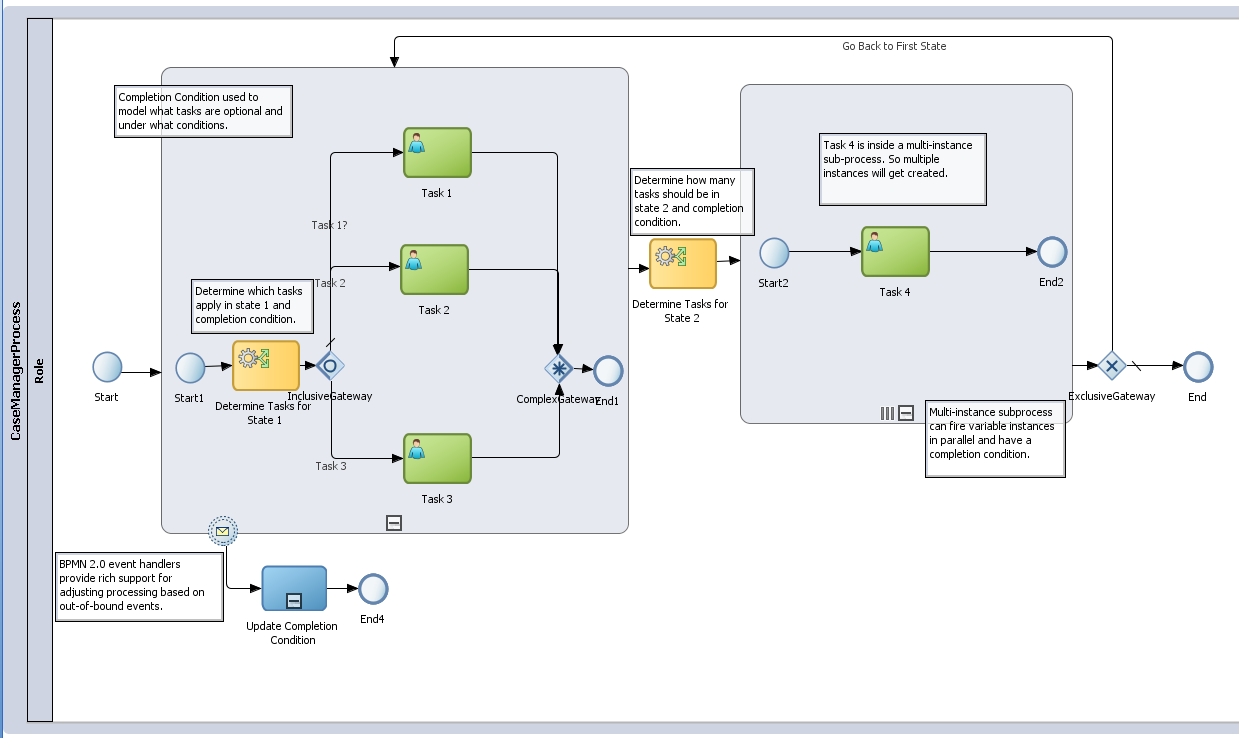 CaseManagerProcess
Role
Go Back to First State
Completion Condition used to
model what tasks are optional and
under what conditions.
Task 1
Task 1?
Task 2
Task 2
Determine which tasks
apply in state 1 and
completion condition.
Start
Start1
Determine Tasks for
State 1
InclusiveGateway
ComplexGateway
End1
Task 3
Task 3
Determine how many
tasks should be in
state 2 and completion
condition.
Determine Tasks for
State 2
Task 4 is inside a multi-instance
sub-process. So multiple
instances will get created.
Start2
Task 4
End2
ExclusiveGateway
End
Multi-instance subprocess
can fire variable instances
in parallel and have a
completion condition.
BPMN 2.0 event handlers
provide rich support for
adjusting processing based on
out-of-bound events.
Update Completion
Condition
End4